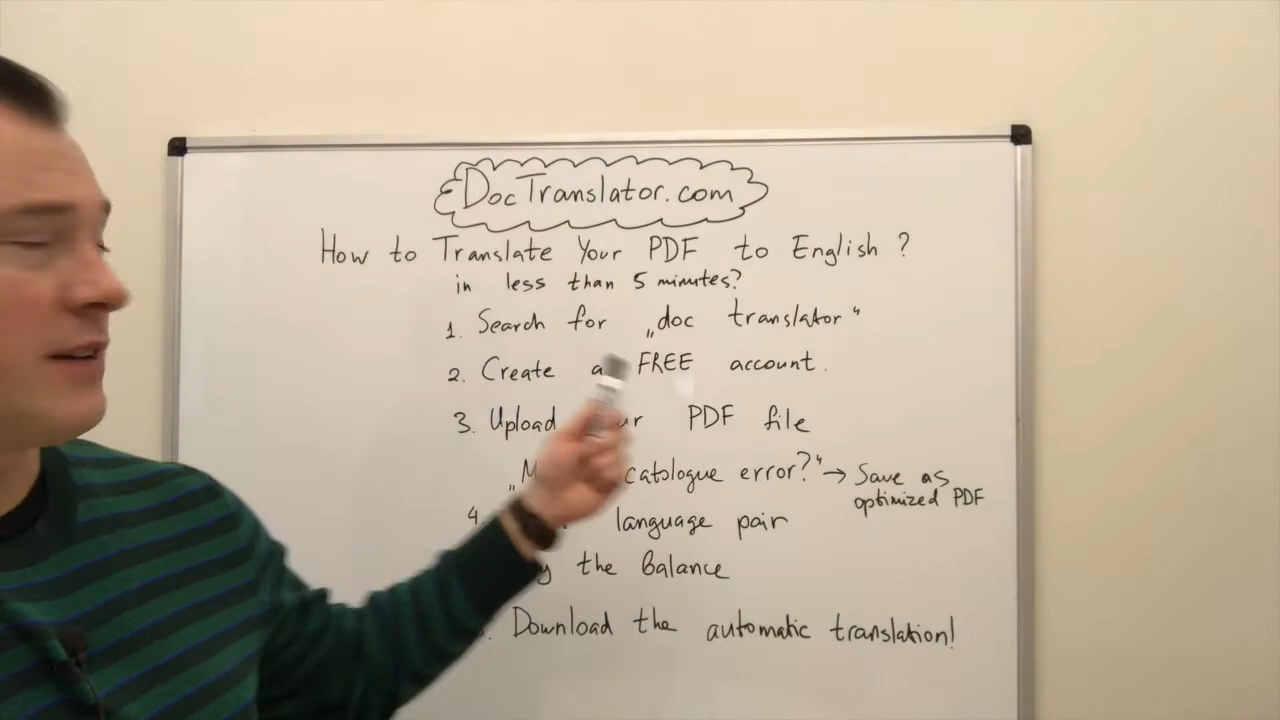 DocTranslator.com
How to Translate Your PDF to English ?
in less than 5 minutes?
1. Search for „doc translator"
2. Create a FREE account.
3. Upload PDF file
catologue error?" → Save as
optimized PDF
4 language pair
the Balance
Download the automatic translation!